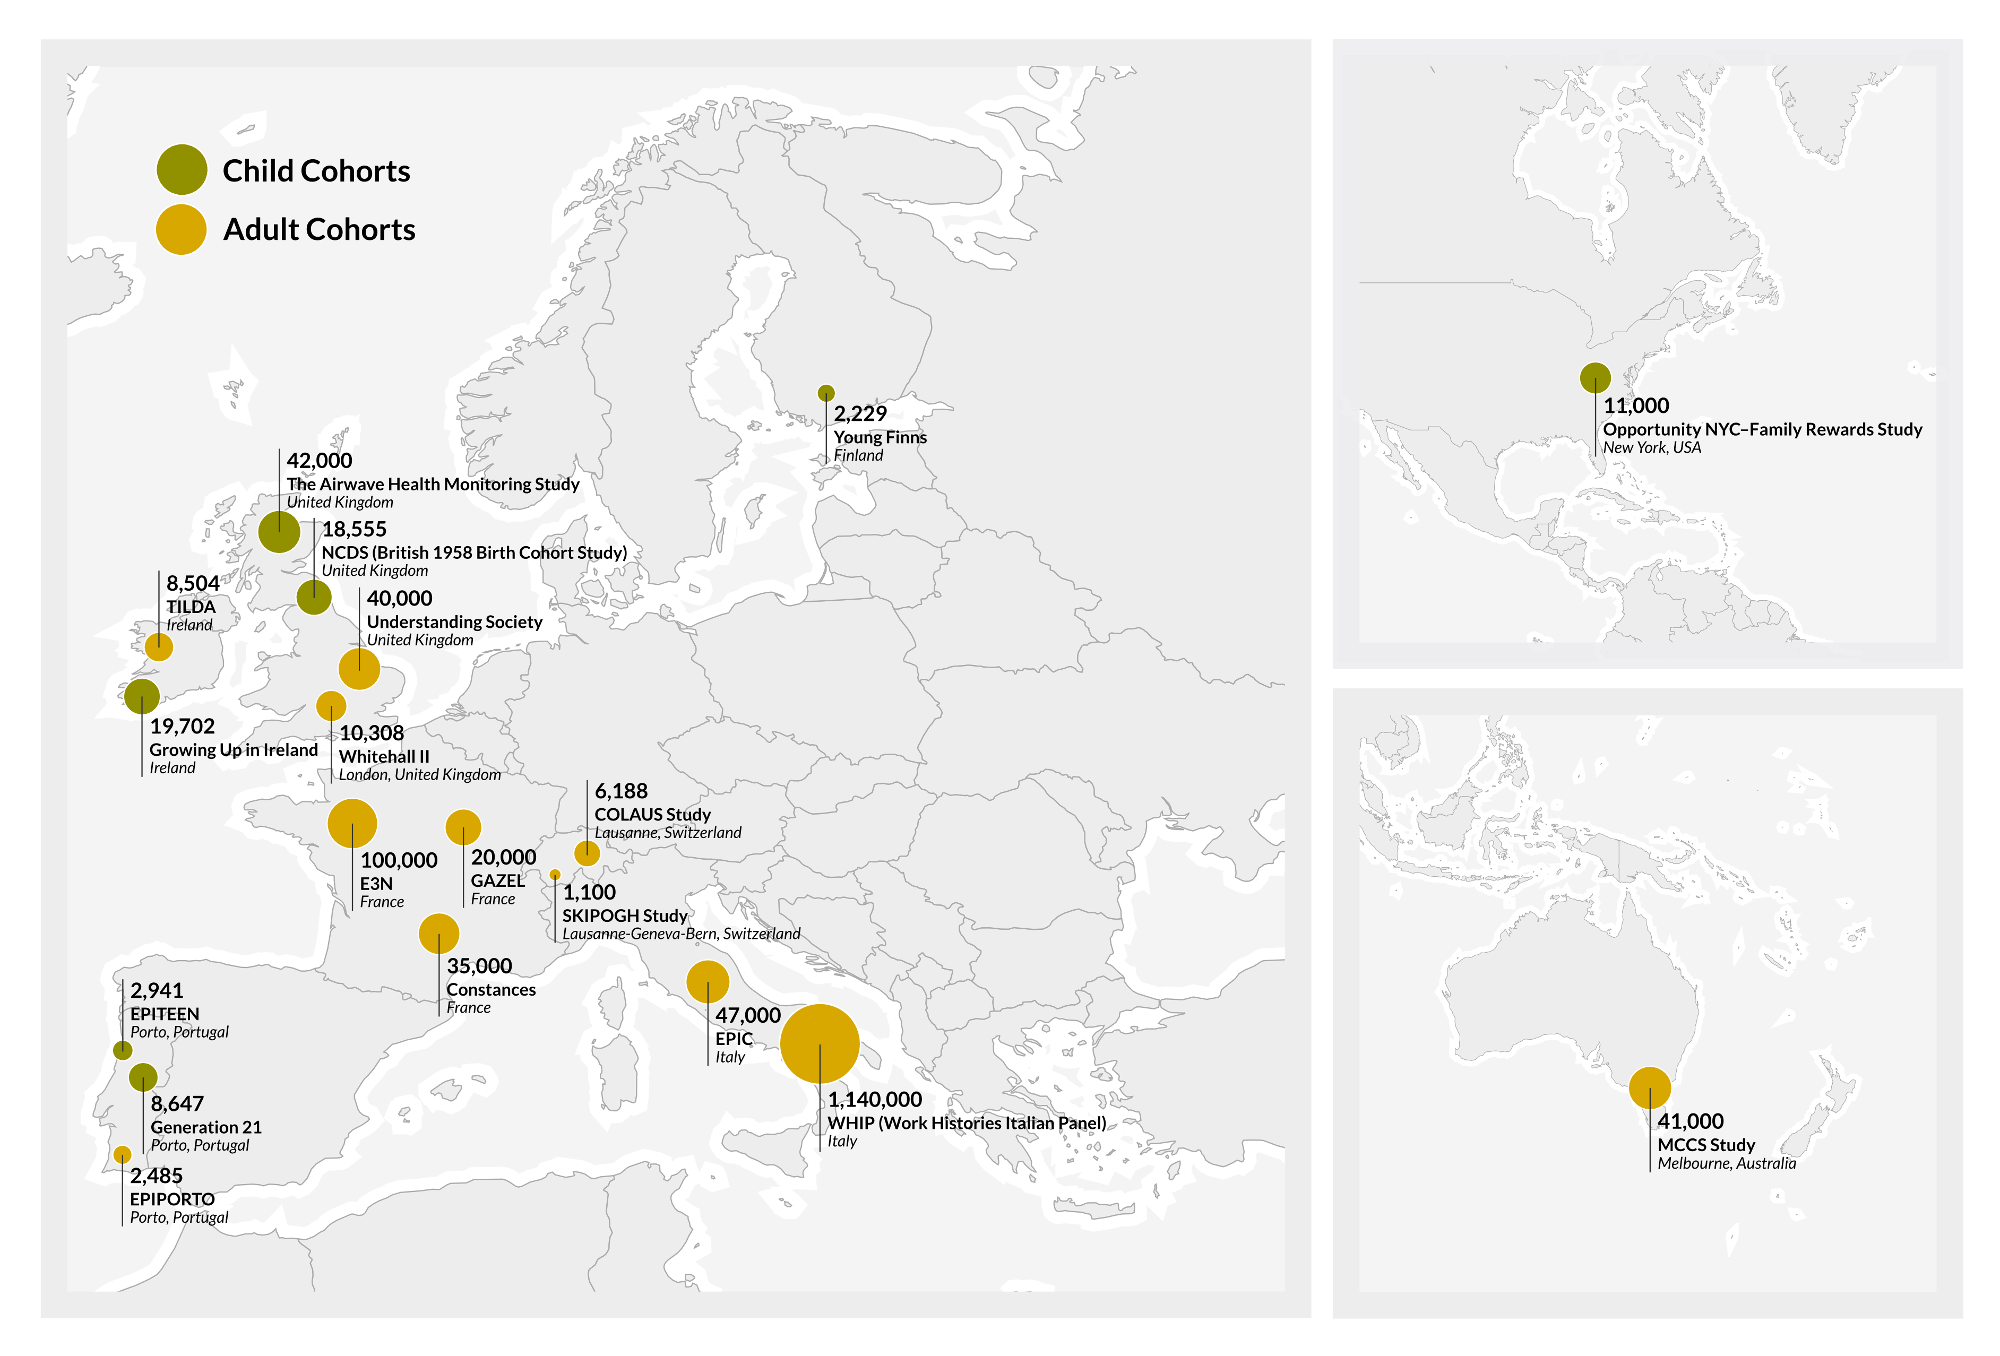 Child Cohorts
Adult Cohorts
2,229
Young Finns
Finland
42,000
The Airwave Health Monitoring Study
United Kingdom
18,555
NCDS (British 1958 Birth Cohort Study)
United Kingdom
8,504
TILDA
Ireland
40,000
Understanding Society
United Kingdom
19,702
Growing Up in Ireland
Ireland
10,308
Whitehall II
London, United Kingdom
6,188
COLAUS Study
Lausanne, Switzerland
100,000
E3N
France
20,000
GAZEL
France
1,100
SKIPOGH Study
Lausanne-Geneva-Bern, Switzerland
35,000
Constances
France
2,941
EPITEEN
Porto, Portugal
47,000
EPIC
Italy
8,647
Generation 21
Porto, Portugal
1,140,000
WHIP (Work Histories Italian Panel)
Italy
2,485
EPIPORTO
Porto, Portugal
11,000
Opportunity NYC–Family Rewards Study
New York, USA
41,000
MCCS Study
Melbourne, Australia